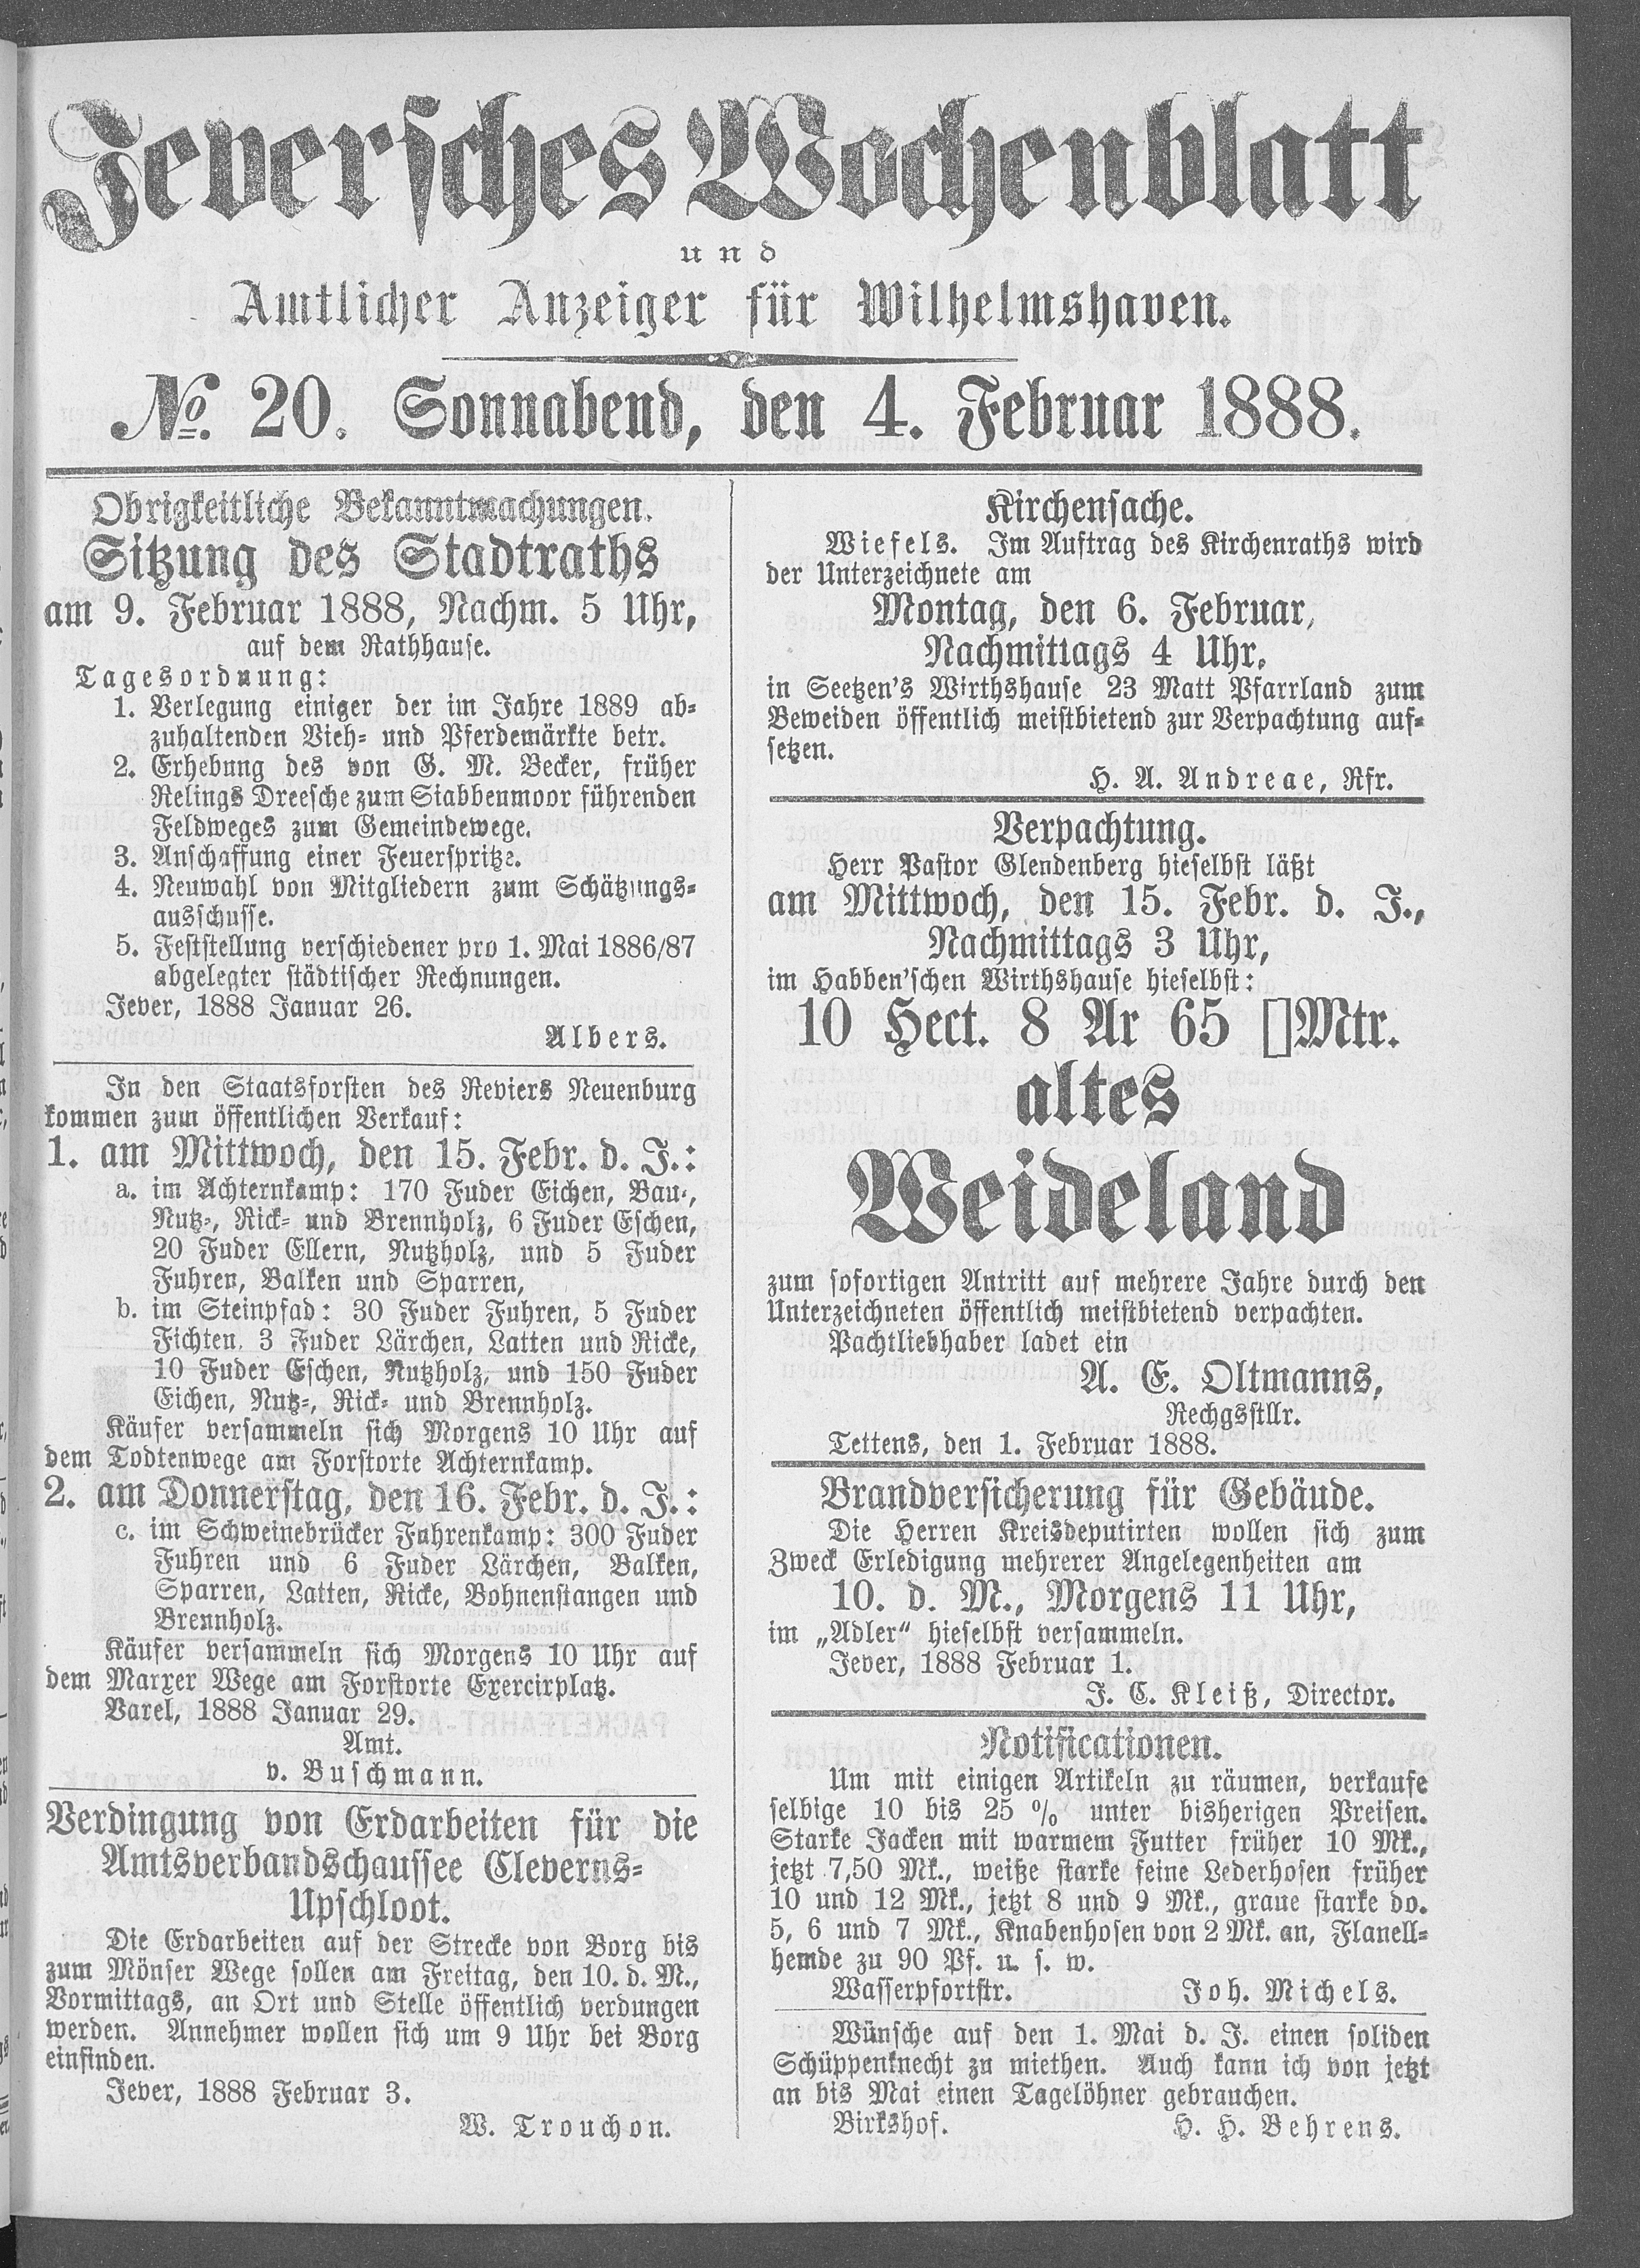 Jeversches Wochenblatt
und
Amtlicher Anzeiger für Wilhelmshaven.
No. 20. Sonnabend, den 4. Februar 1888.
Obrigkeitliche Bekanntmachungen.
Sitzung des Stadtraths
am 9. Februar 1888, Nachm. 5 Uhr,
auf dem Rathhause.
Tagesordnung:
1. Verlegung einiger der im Jahre 1889 ab-
zuhaltenden Vieh- und Pferdemärkte betr.
2. Erhebung des von G. M. Becker, früher
Relings Dreesche zum Siabbenmoor führenden
Feldweges zum Gemeindewege.
3. Anschaffung einer Feuerspritze.
4. Neuwahl von Mitgliedern zum Schätzungs-
ausschusse.
5. Feststellung verschiedener pro 1. Mai 1886/87
abgelegter städtischer Rechnungen.
Jever, 1888 Januar 26.
Albers.
In den Staatsforsten des Reviers Neuenburg
kommen zum öffentlichen Verkauf:
1. am Mittwoch, den 15. Febr. d. J.:
a. im Achternkamp: 170 Fuder Eichen, Bau-,
Nutz-, Rick- und Brennholz, 6 Fuder Eschen,
20 Fuder Ellern, Nutzholz, und 5 Fuder
Fuhren, Balken und Sparren,
b. im Steinpfad: 30 Fuder Fuhren, 5 Fuder
Fichten, 3 Fuder Lärchen, Latten und Ricke,
10 Fuder Eschen, Nutzholz, und 150 Fuder
Eichen, Nutz-, Rick- und Brennholz.
Käufer versammeln sich Morgens 10 Uhr auf
dem Todtenwege am Forstorte Achternkamp.
2. am Donnerstag, den 16. Febr. d. J.:
c. im Schweinebrücker Fuhrenkamp: 300 Fuder
Fuhren und 6 Fuder Lärchen, Balken,
Sparren, Latten, Ricke, Bohnenstangen und
Brennholz.
Käufer versammeln sich Morgens 10 Uhr auf
dem Marxer Wege am Forstorte Exercirplatz.
Varel, 1888 Januar 29.
Amt.
v. Buschmann.
Verdingung von Erdarbeiten für die
Amtsverbandschaussee Cleverns-
Upschloot.
Die Erdarbeiten auf der Strecke von Borg bis
zum Mönser Wege sollen am Freitag, den 10. d. M.,
Vormittags, an Ort und Stelle öffentlich verdungen
werden. Annehmer wollen sich um 9 Uhr bei Borg
einfinden.
Jever, 1888 Februar 3.
W. Trouchon.
Kirchensache.
Wiefels. Im Auftrag des Kirchenraths wird
der Unterzeichnete am
Montag, den 6. Februar,
Nachmittags 4 Uhr,
in Seetzen's Wirthshause 23 Matt Pfarrland zum
Beweiden öffentlich meistbietend zur Verpachtung auf-
setzen.
H. A. Andreae, Rfr.
Verpachtung.
Herr Pastor Glendenberg hieselbst läßt
am Mittwoch, den 15. Febr. d. J.,
Nachmittags 3 Uhr,
im Habben'schen Wirthshause hieselbst:
10 Hect. 8 Ar 65 []Mtr.
altes
Weideland
zum sofortigen Antritt auf mehrere Jahre durch den
Unterzeichneten öffentlich meistbietend verpachten.
Pachtliebhaber ladet ein
A. E. Oltmanns,
Rechgsstllr.
Tettens, den 1. Februar 1888.
Brandversicherung für Gebäude.
Die Herren Kreisdeputirten wollen sich zum
Zweck Erledigung mehrerer Angelegenheiten am
10. d. M., Morgens 11 Uhr,
im „Adler“ hieselbst versammeln.
Jever, 1888 Februar 1.
J. C. Kleiß, Director.
Notificationen.
Um mit einigen Artikeln zu räumen, verkaufe
selbige 10 bis 25 % unter bisherigen Preisen.
Starke Jacken mit warmem Futter früher 10 Mk.,
jetzt 7,50 Mk., weiße starke feine Lederhosen früher
10 und 12 Mk., jetzt 8 und 9 Mk., graue starke do.
5, 6 und 7 Mk., Knabenhosen von 2 Mk. an, Flanell-
hemde zu 90 Pf. u. s. w.
Wasserpfortstr. Joh. Michels.
Wünsche auf den 1. Mai d. J. einen soliden
Schüppenknecht zu miethen. Auch kann ich von jetzt
an bis Mai einen Tagelöhner gebrauchen.
Birkshof. H. H. Behrens.